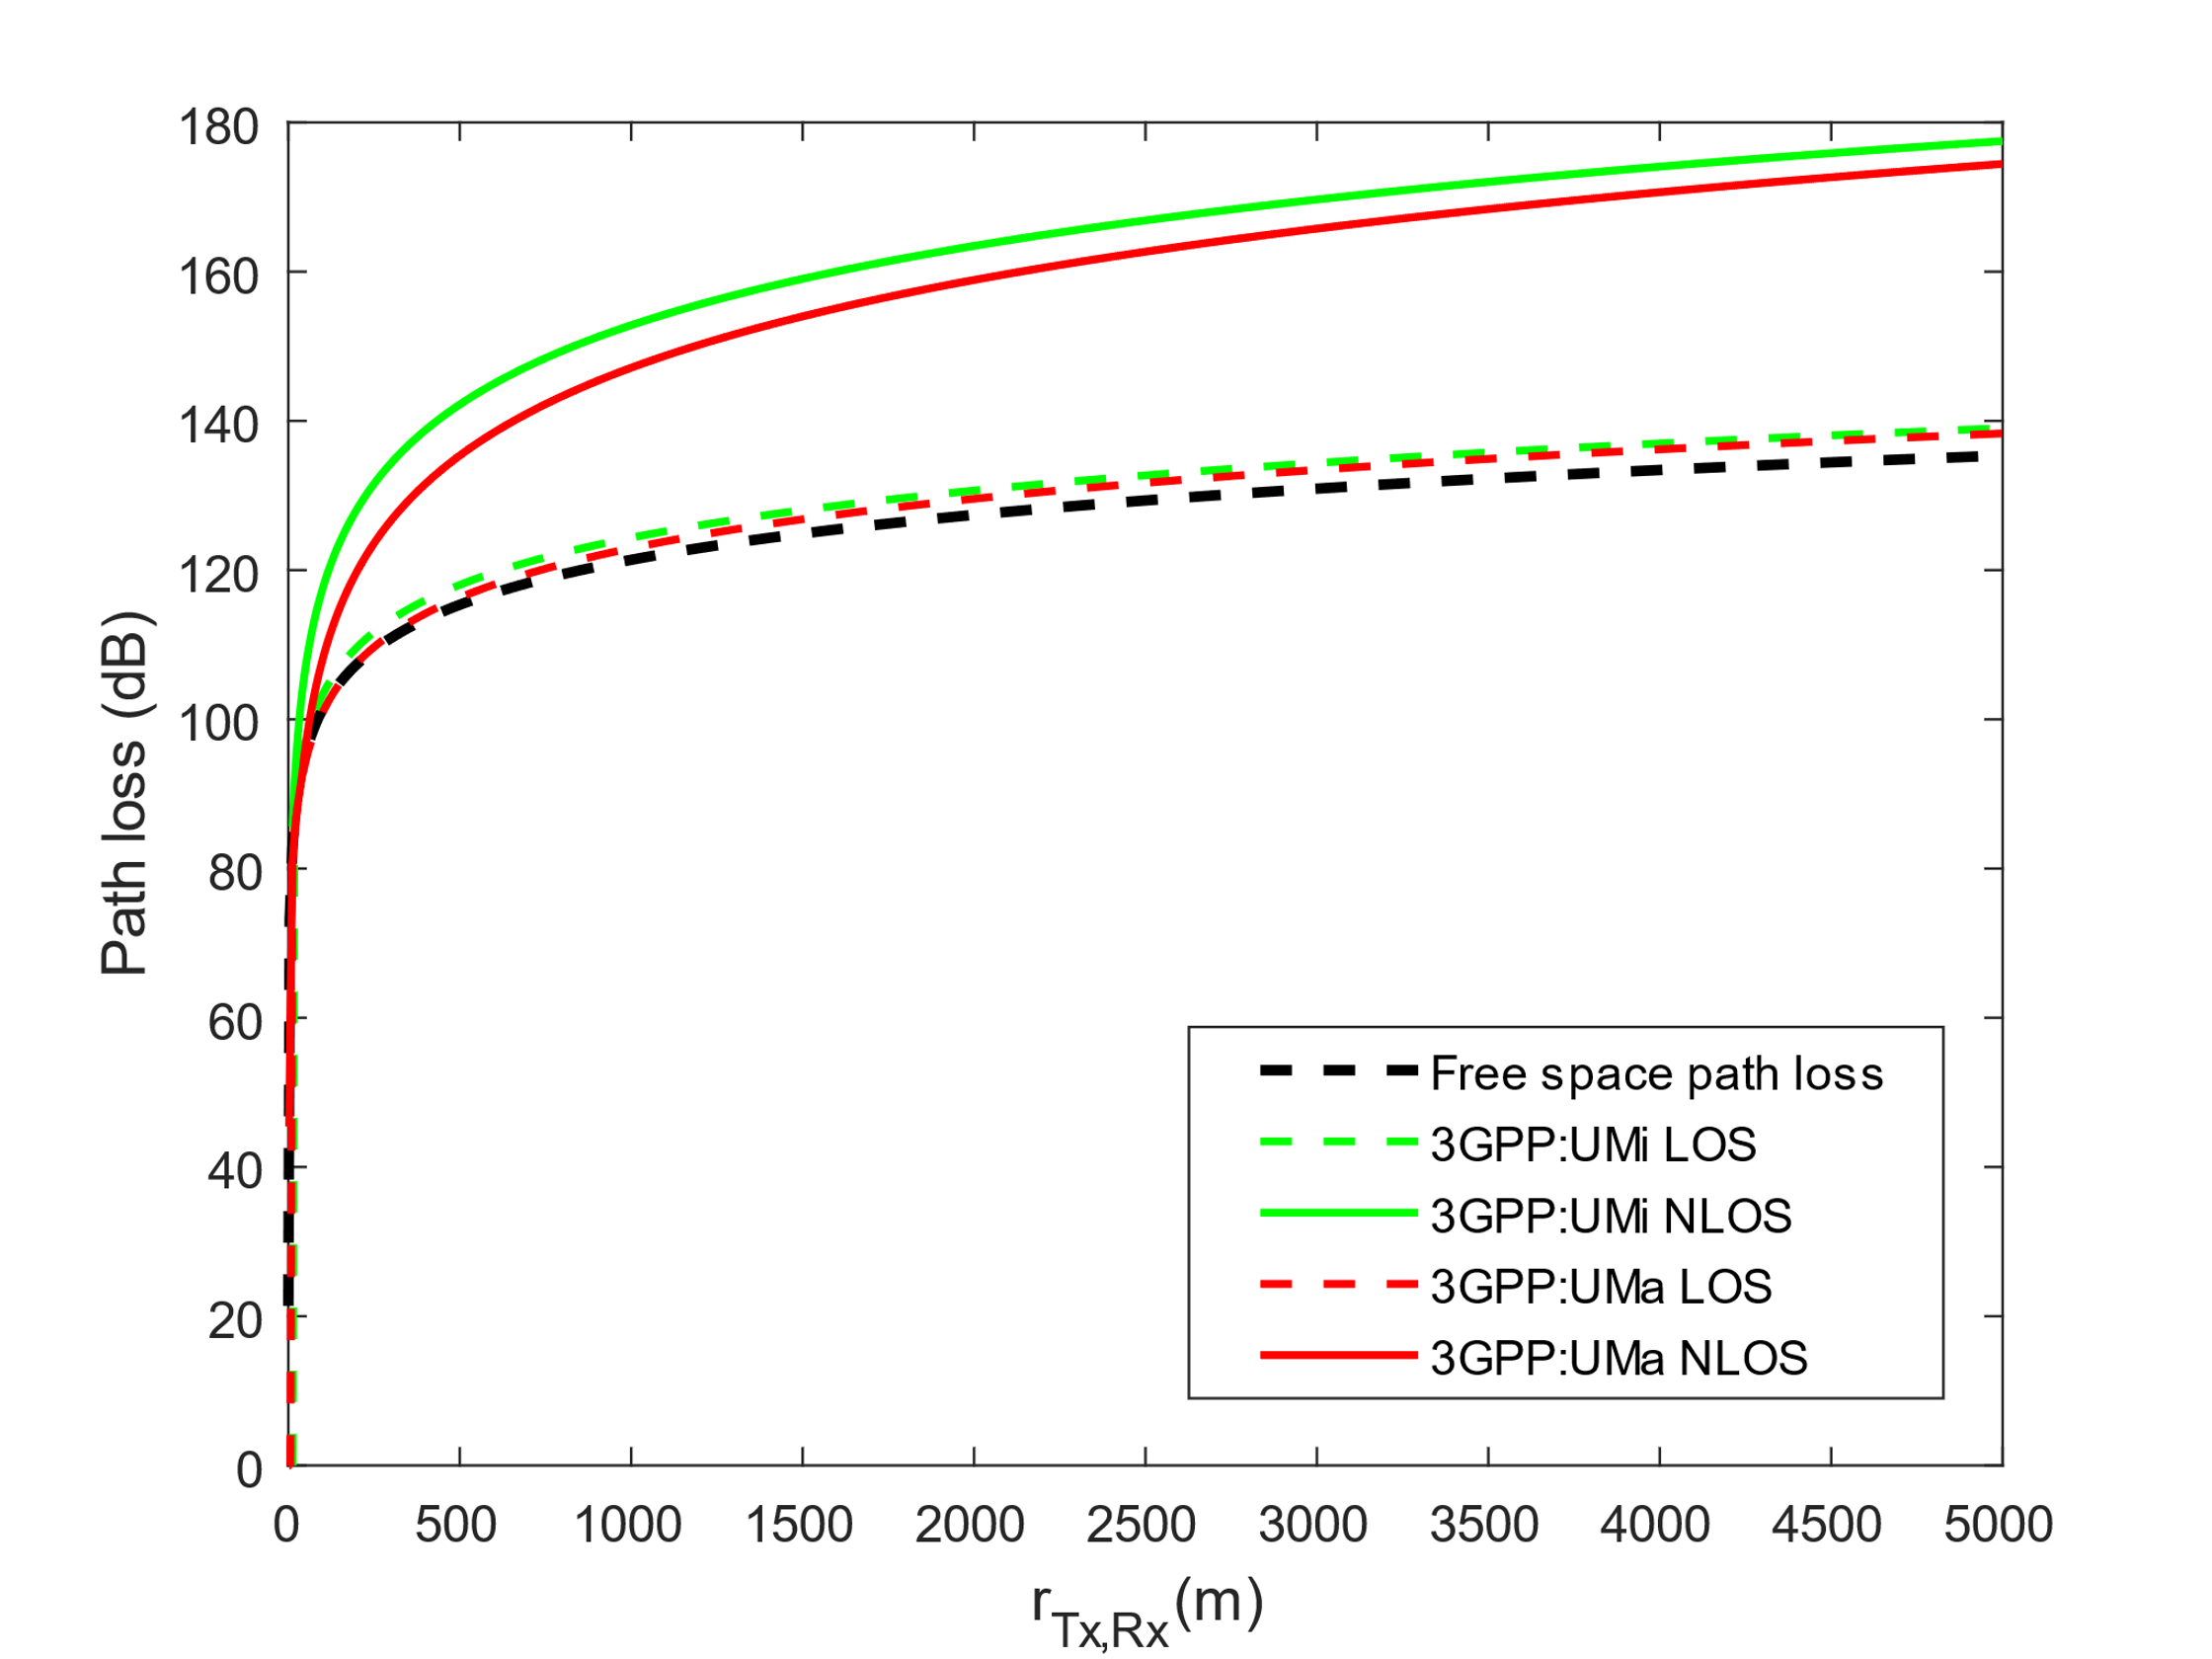 180
160
140
120
100
80
60
40
20
0
Path loss (dB)
0 500 1000 1500 2000 2500 3000 3500 4000 4500 5000
r_Tx,Rx (m)
Free space path loss
3GPP:UMi LOS
3GPP:UMi NLOS
3GPP:UMa LOS
3GPP:UMa NLOS